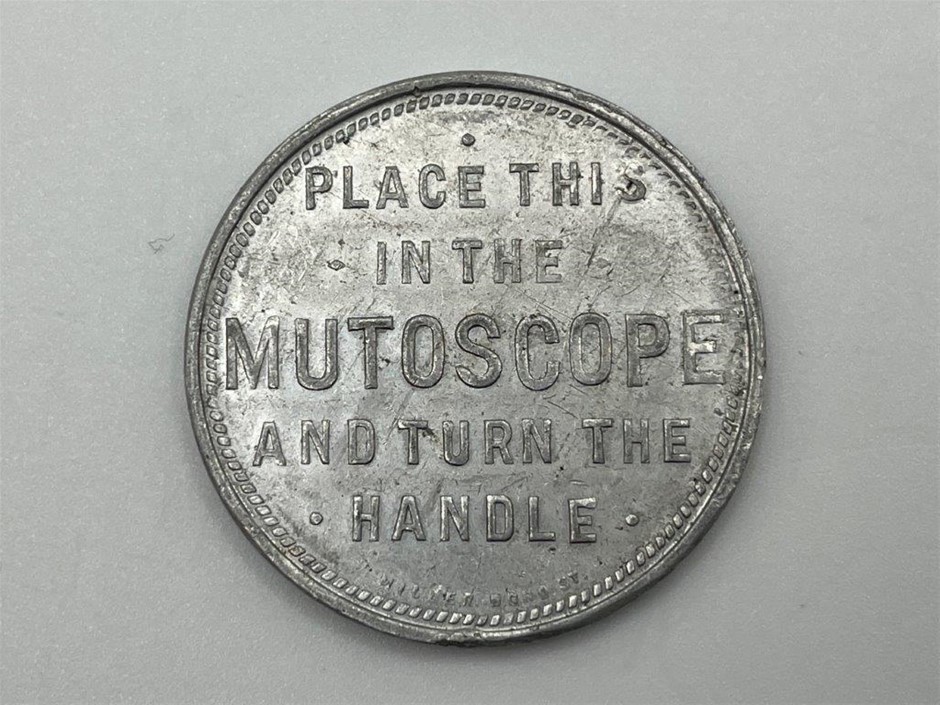 PLACE THIS
IN THE
MUTOSCOPE
AND TURN THE
HANDLE